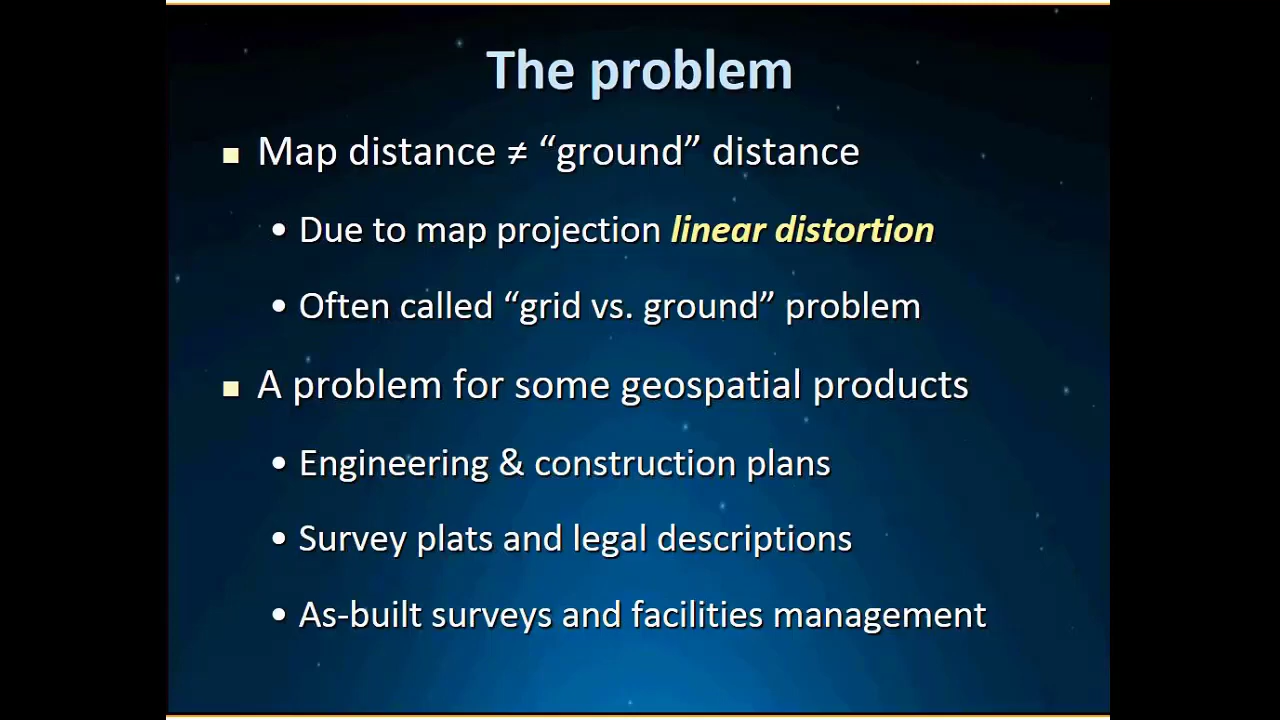 The problem
▪ Map distance ≠ “ground” distance
• Due to map projection linear distortion
• Often called “grid vs. ground” problem
▪ A problem for some geospatial products
• Engineering & construction plans
• Survey plats and legal descriptions
• As-built surveys and facilities management